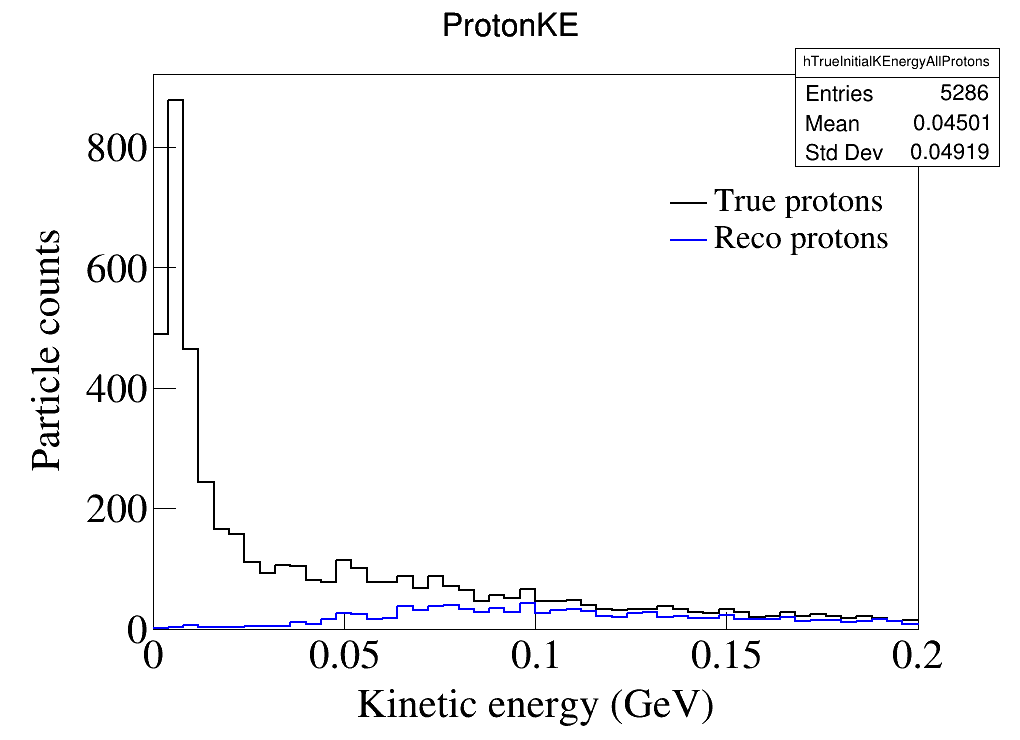 ProtonKE
hTrueInitialKEnergyAllProtons
Entries 5286
Mean 0.04501
Std Dev 0.04919
True protons
Reco protons
Particle counts
800
600
400
200
0
0 0.05 0.1 0.15 0.2
Kinetic energy (GeV)